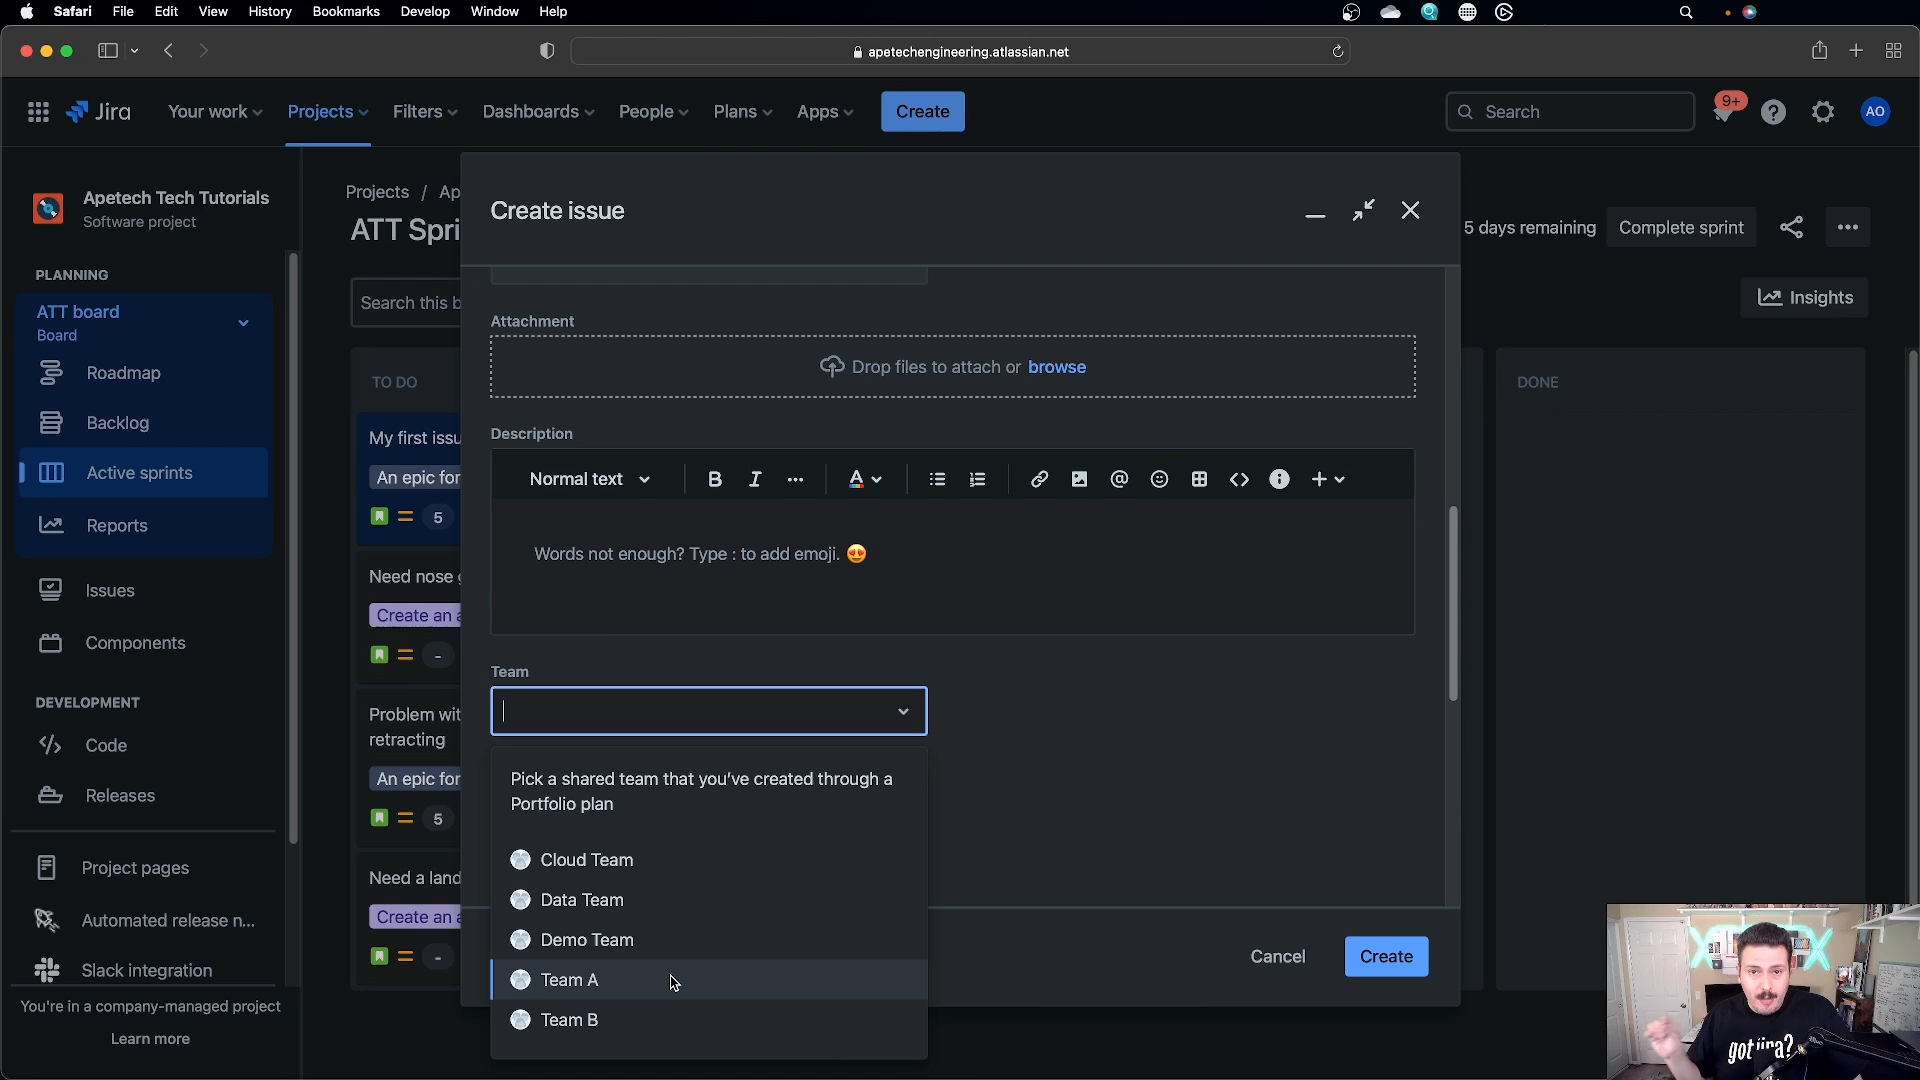 Safari File Edit View History Bookmarks Develop Window Help
apetechengineering.atlassian.net
Jira Your work Projects Filters Dashboards People Plans Apps Create Search 9+ AO
Apetech Tech Tutorials
Software project
PLANNING
ATT board
Board
Roadmap
Backlog
Active sprints
Reports
Issues
Components
DEVELOPMENT
Code
Releases
Project pages
Automated release n...
Slack integration
You're in a company-managed project
Learn more
Projects / Ap
ATT Spri
Search this b
5 days remaining Complete sprint
Insights
TO DO
My first issu
An epic for
5
Need nose g
Create an a
-
Problem wit
retracting
An epic for
5
Need a land
Create an a
-
DONE
Create issue
Attachment
Drop files to attach or browse
Description
Normal text B I ... A
Words not enough? Type : to add emoji. 😍
Team
Pick a shared team that you've created through a
Portfolio plan
Cloud Team
Data Team
Demo Team
Team A
Team B
Cancel Create
got jira?